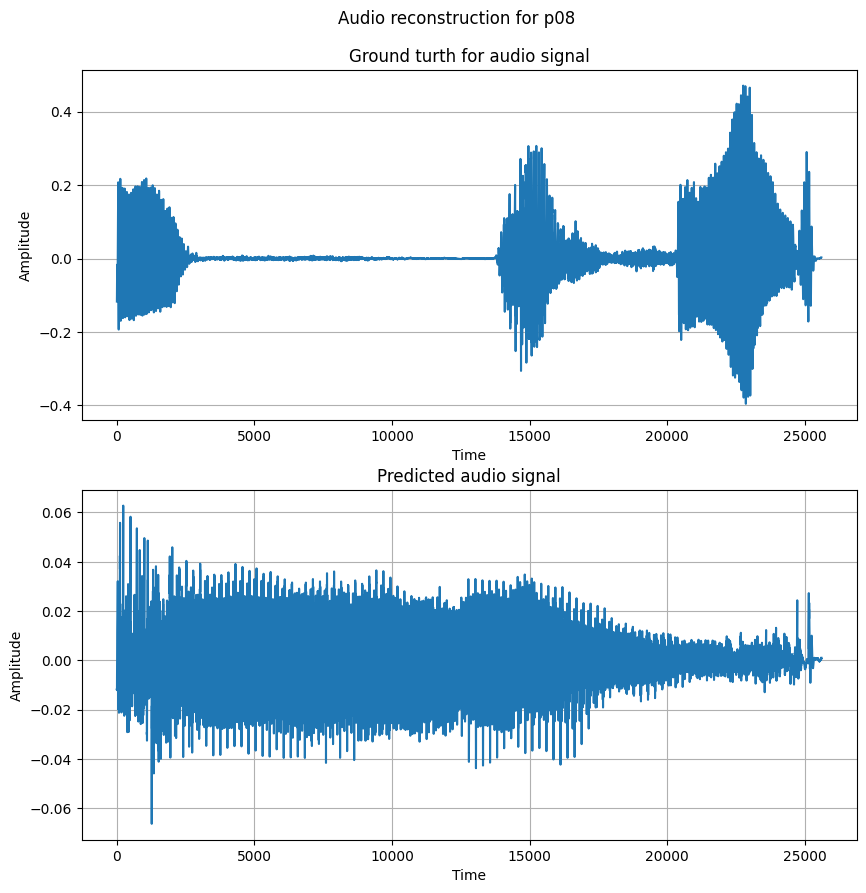 Audio reconstruction for p08
Ground turth for audio signal
0.4
0.2
0.0
−0.2
−0.4
Amplitude
0 5000 10000 15000 20000 25000
Time
Predicted audio signal
0.06
0.04
0.02
0.00
−0.02
−0.04
−0.06
Amplitude
0 5000 10000 15000 20000 25000
Time